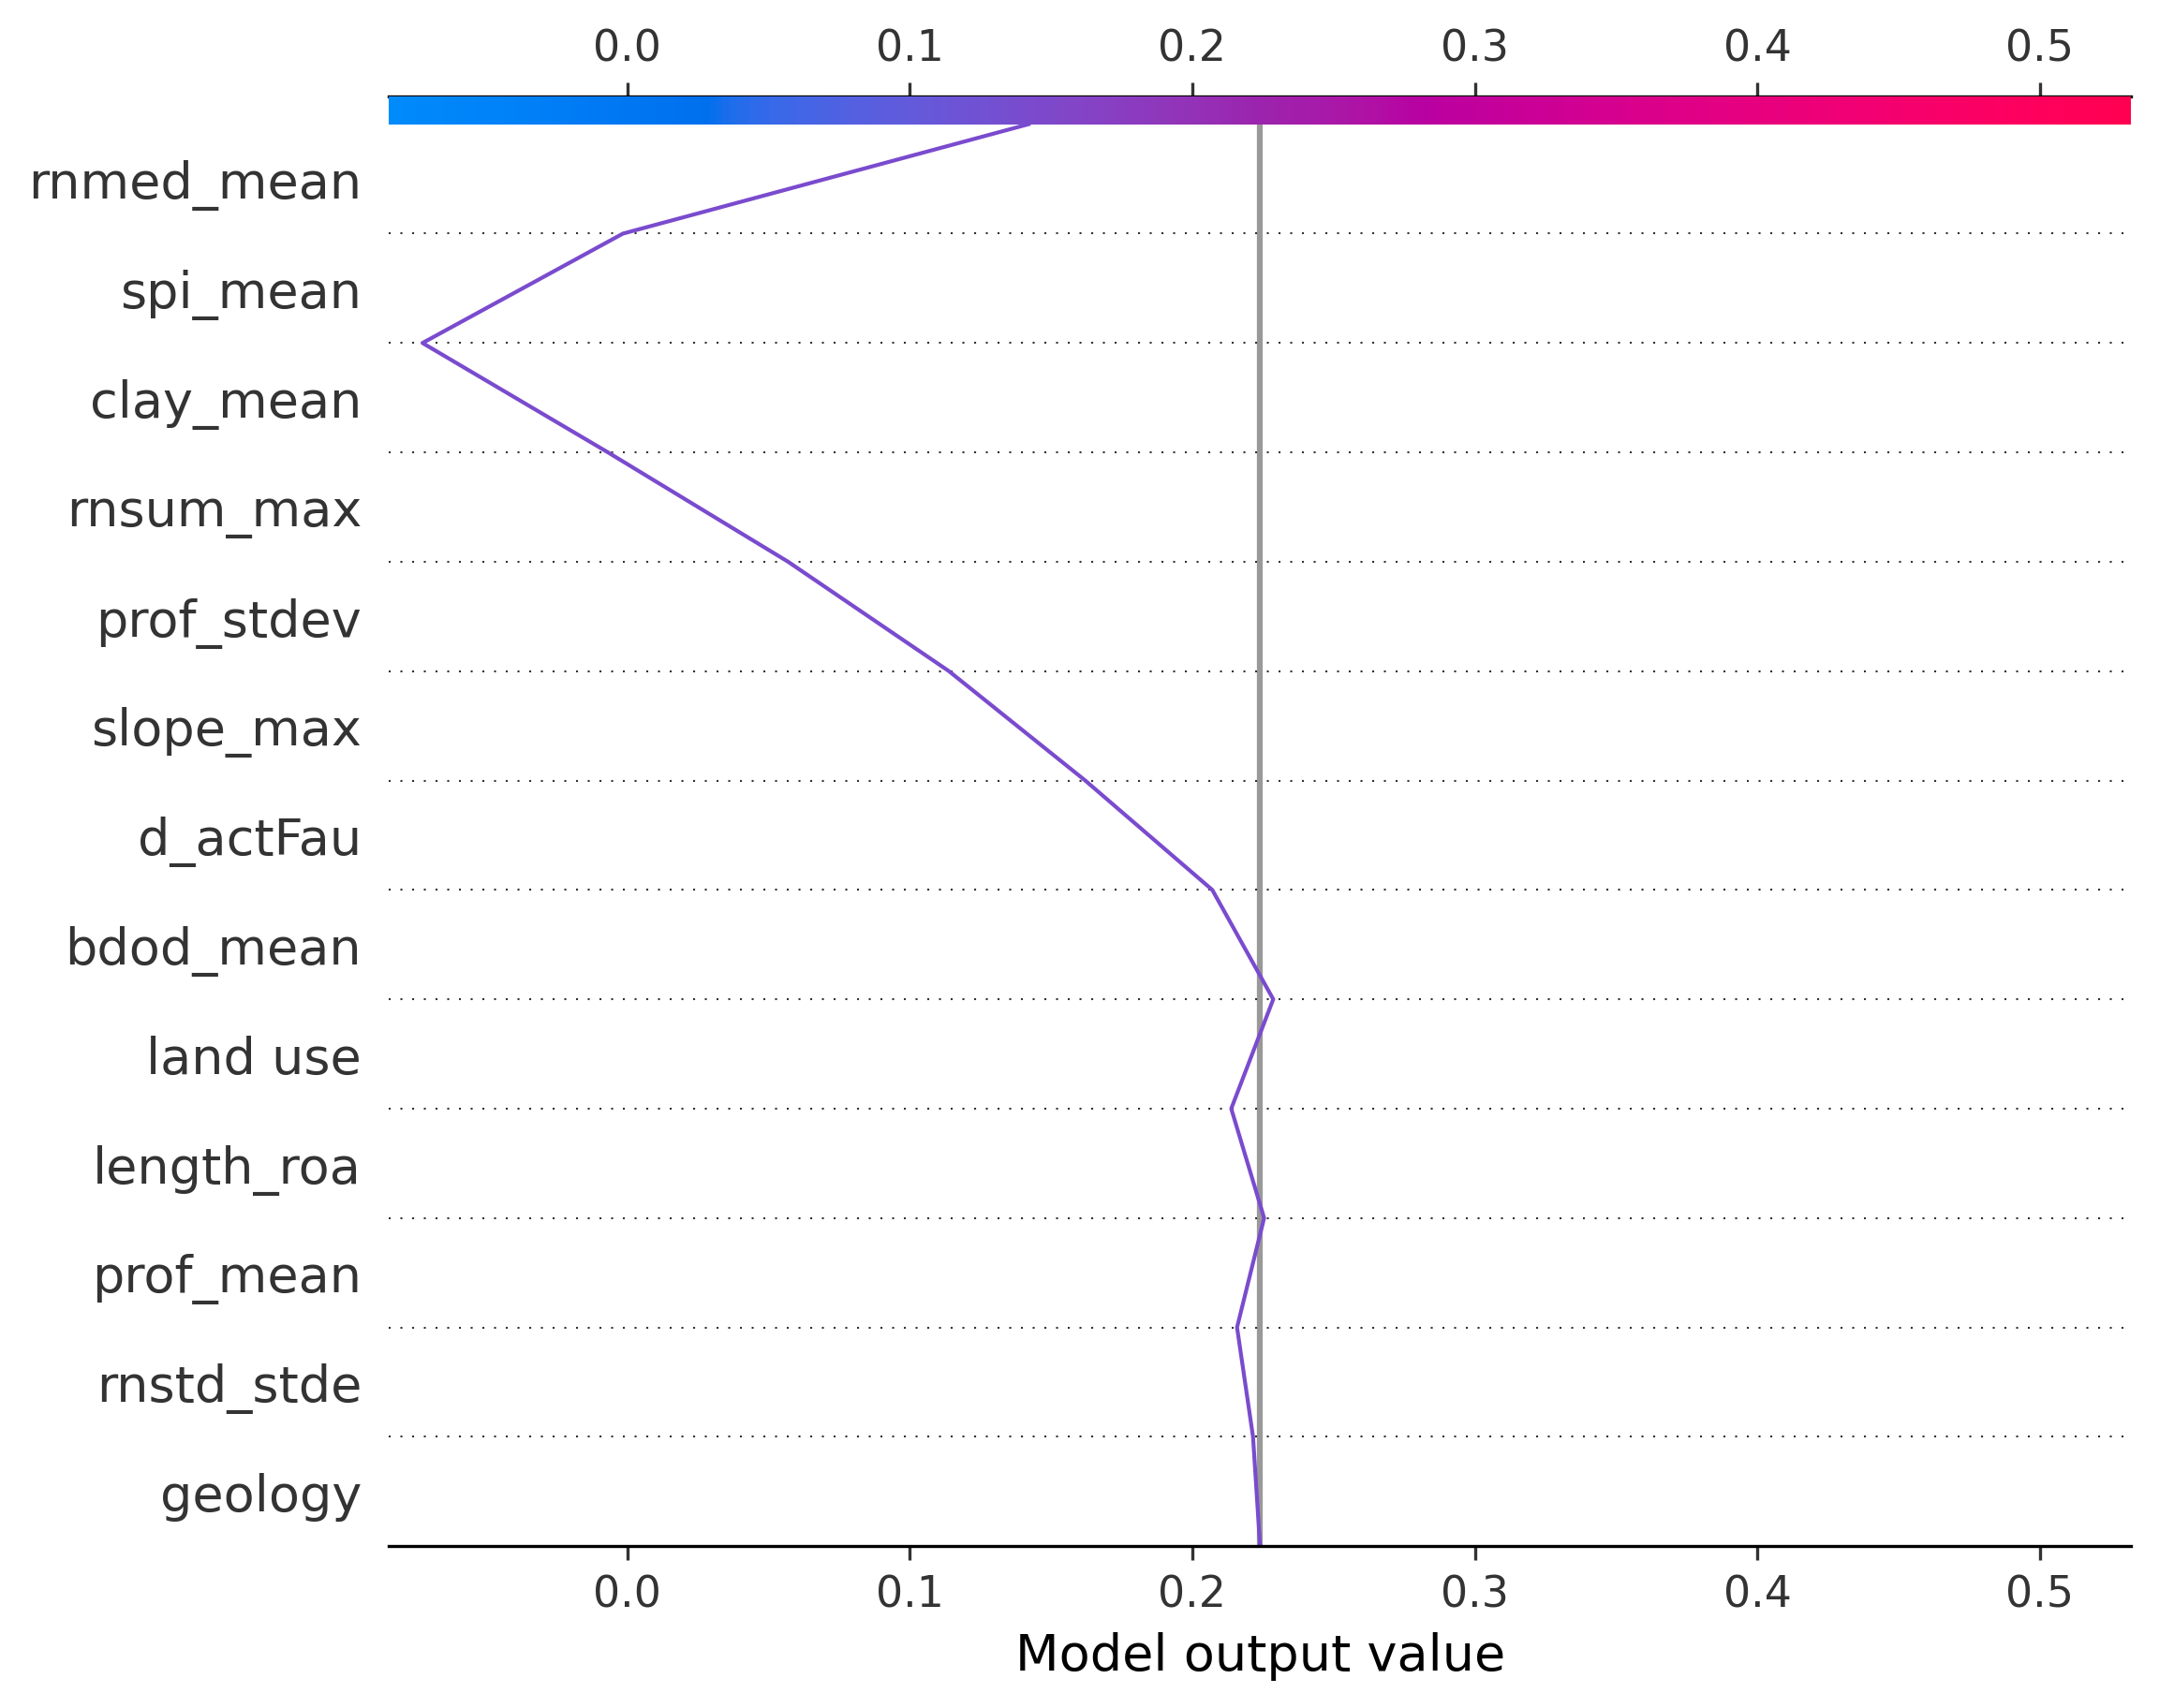 0.0 0.1 0.2 0.3 0.4 0.5
rnmed_mean
spi_mean
clay_mean
rnsum_max
prof_stdev
slope_max
d_actFau
bdod_mean
land use
length_roa
prof_mean
rnstd_stde
geology
0.0 0.1 0.2 0.3 0.4 0.5
Model output value